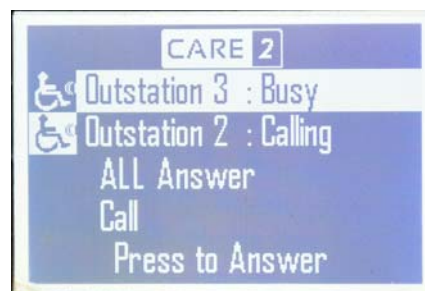 CARE 2
Outstation 3 : Busy
Outstation 2 : Calling
ALL Answer
Call
Press to Answer